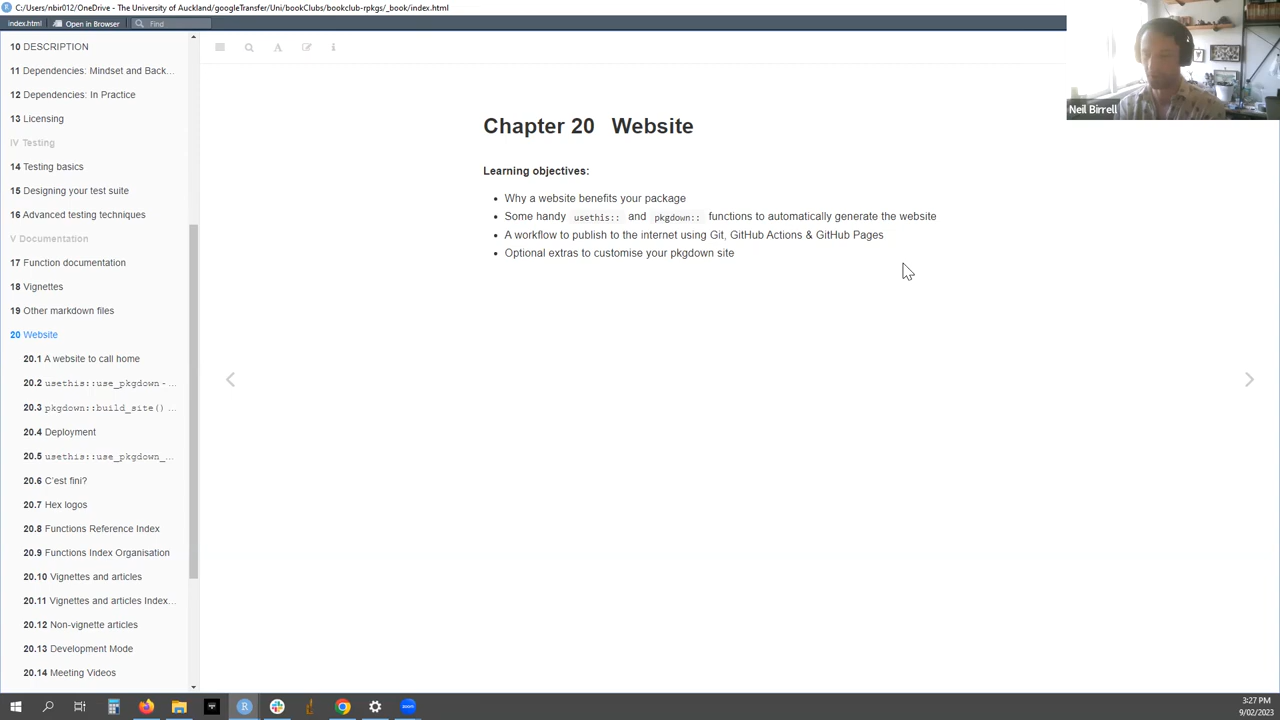 C:/Users/nbir012/OneDrive - The University of Auckland/googleTransfer/Uni/bookClubs/bookclub-rpkgs/_book/index.html
index.html
Open in Browser
Find
10 DESCRIPTION
11 Dependencies: Mindset and Back...
12 Dependencies: In Practice
13 Licensing
IV Testing
14 Testing basics
15 Designing your test suite
16 Advanced testing techniques
V Documentation
17 Function documentation
18 Vignettes
19 Other markdown files
20 Website
20.1 A website to call home
20.2 usethis::use_pkgdown - ...
20.3 pkgdown::build_site() ...
20.4 Deployment
20.5 usethis::use_pkgdown_...
20.6 C'est fini?
20.7 Hex logos
20.8 Functions Reference Index
20.9 Functions Index Organisation
20.10 Vignettes and articles
20.11 Vignettes and articles Index...
20.12 Non-vignette articles
20.13 Development Mode
20.14 Meeting Videos
Chapter 20 Website
Learning objectives:
• Why a website benefits your package
• Some handy usethis:: and pkgdown:: functions to automatically generate the website
• A workflow to publish to the internet using Git, GitHub Actions & GitHub Pages
• Optional extras to customise your pkgdown site
Neil Birrell
3:27 PM
9/02/2023